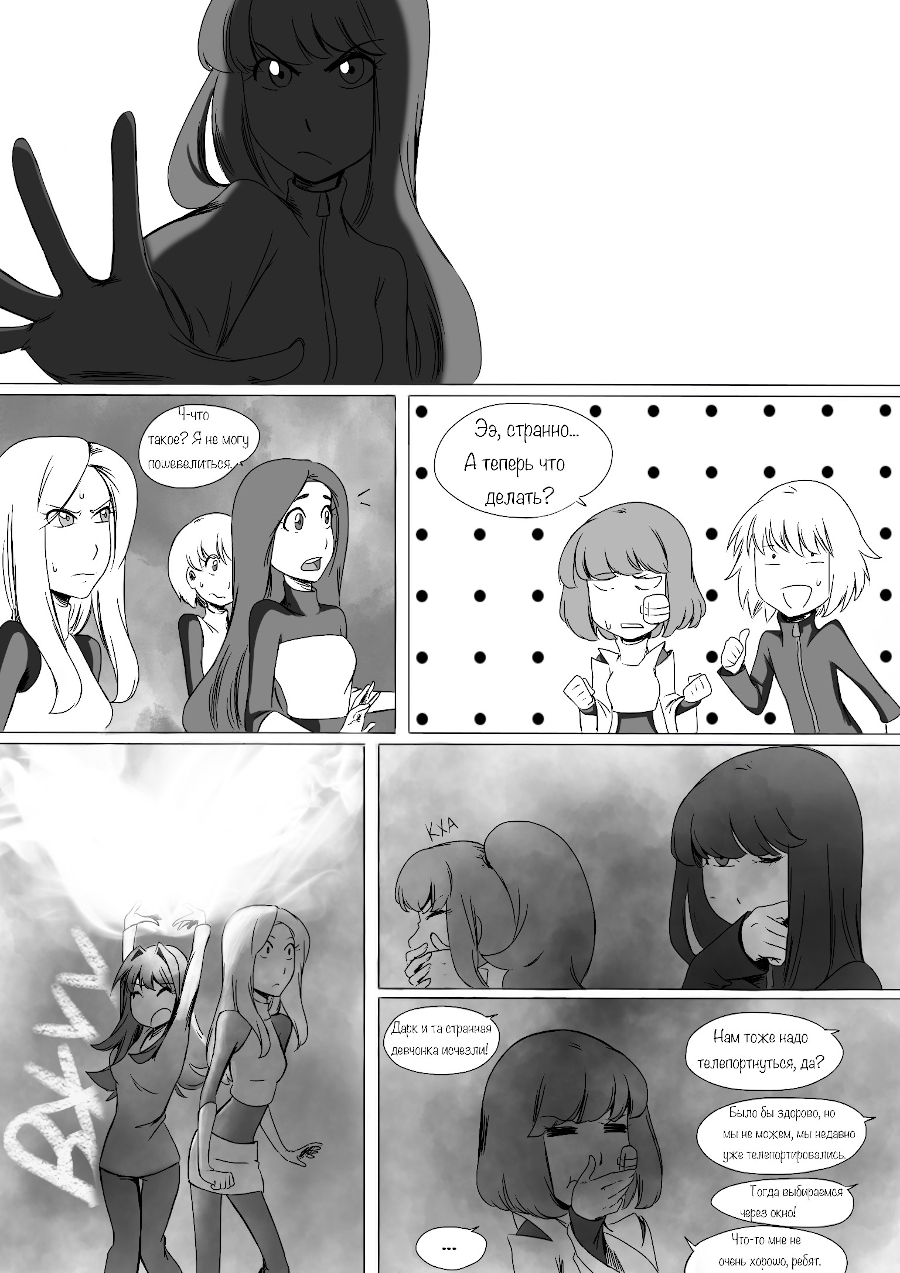 Ч-что
такое? Я не могу
пошевелиться...
Ээ, странно...
А теперь что
делать?
КХА
Дарк и та странная
девчонка исчезли!
Нам тоже надо
телепортнуться, да?
Было бы здорово, но
мы не можем, мы недавно
уже телепортировались.
Тогда выбираемся
через окно!
...
Что-то мне не
очень хорошо, ребят.